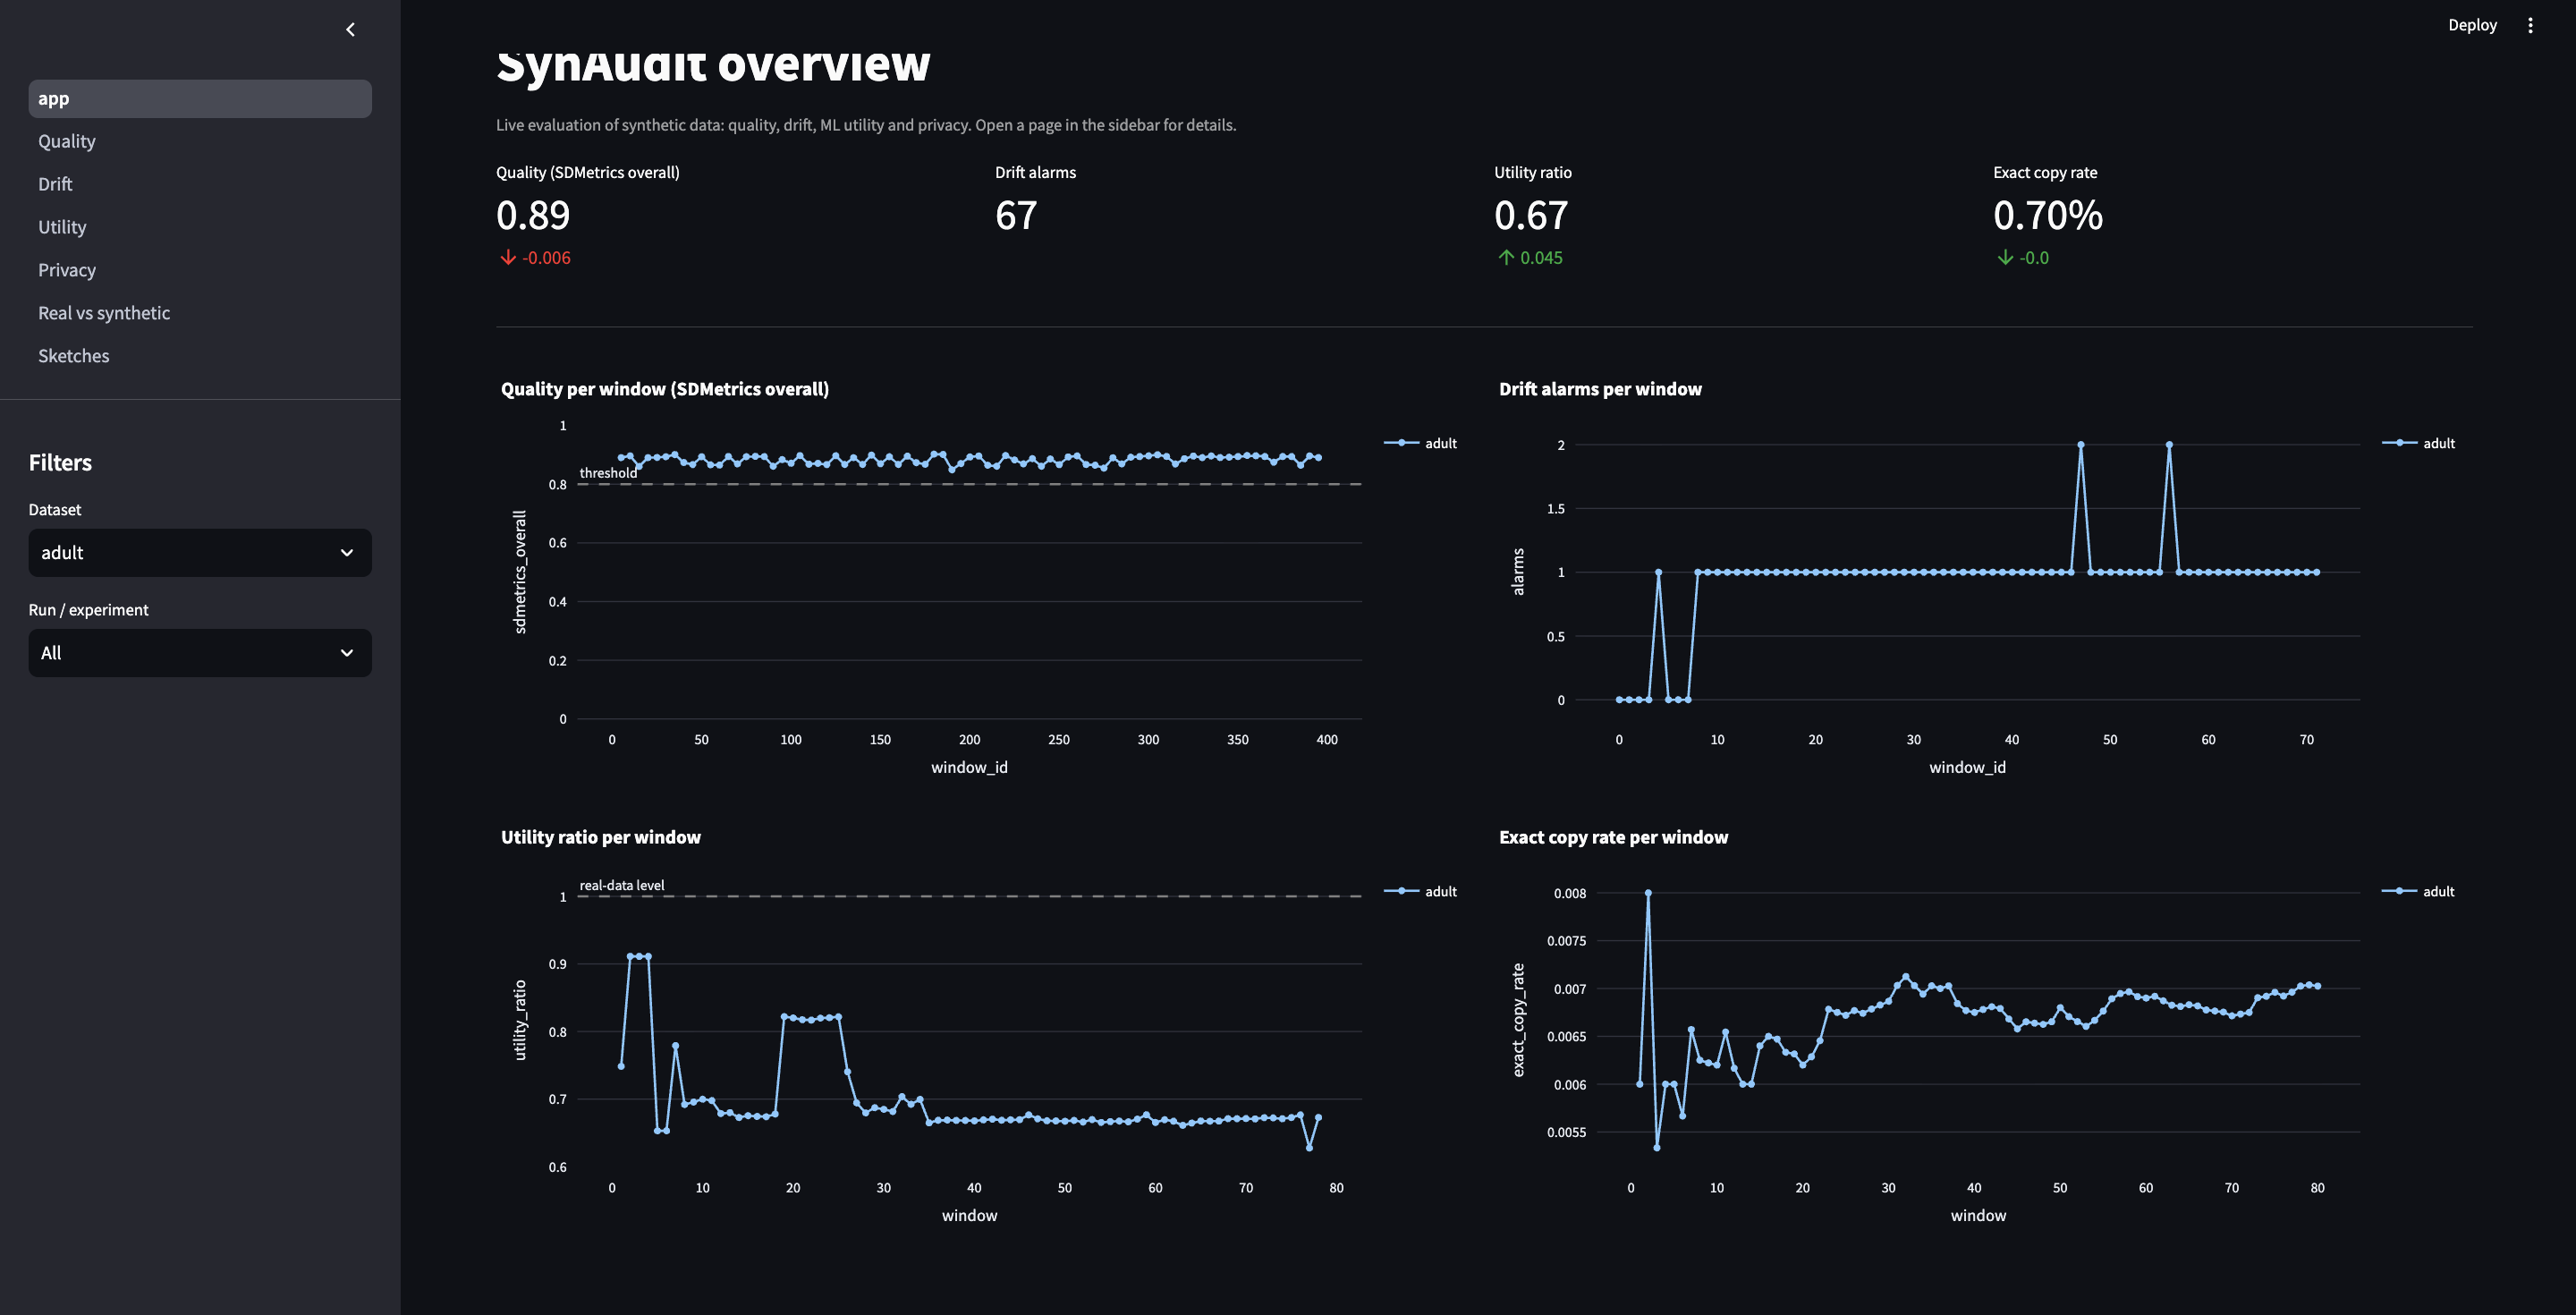 Deploy
app
Quality
Drift
Utility
Privacy
Real vs synthetic
Sketches
Filters
Dataset
adult
Run / experiment
All
SynAudit overview
Live evaluation of synthetic data: quality, drift, ML utility and privacy. Open a page in the sidebar for details.
Quality (SDMetrics overall)
0.89
-0.006
Drift alarms
67
Utility ratio
0.67
0.045
Exact copy rate
0.70%
-0.0
Quality per window (SDMetrics overall)
1
0.8
0.6
0.4
0.2
0
sdmetrics_overall
threshold
adult
0 50 100 150 200 250 300 350 400
window_id
Drift alarms per window
2
1.5
1
0.5
0
alarms
adult
0 10 20 30 40 50 60 70
window_id
Utility ratio per window
real-data level
1
0.9
0.8
0.7
0.6
utility_ratio
adult
0 10 20 30 40 50 60 70 80
window
Exact copy rate per window
0.008
0.0075
0.007
0.0065
0.006
0.0055
exact_copy_rate
adult
0 10 20 30 40 50 60 70 80
window